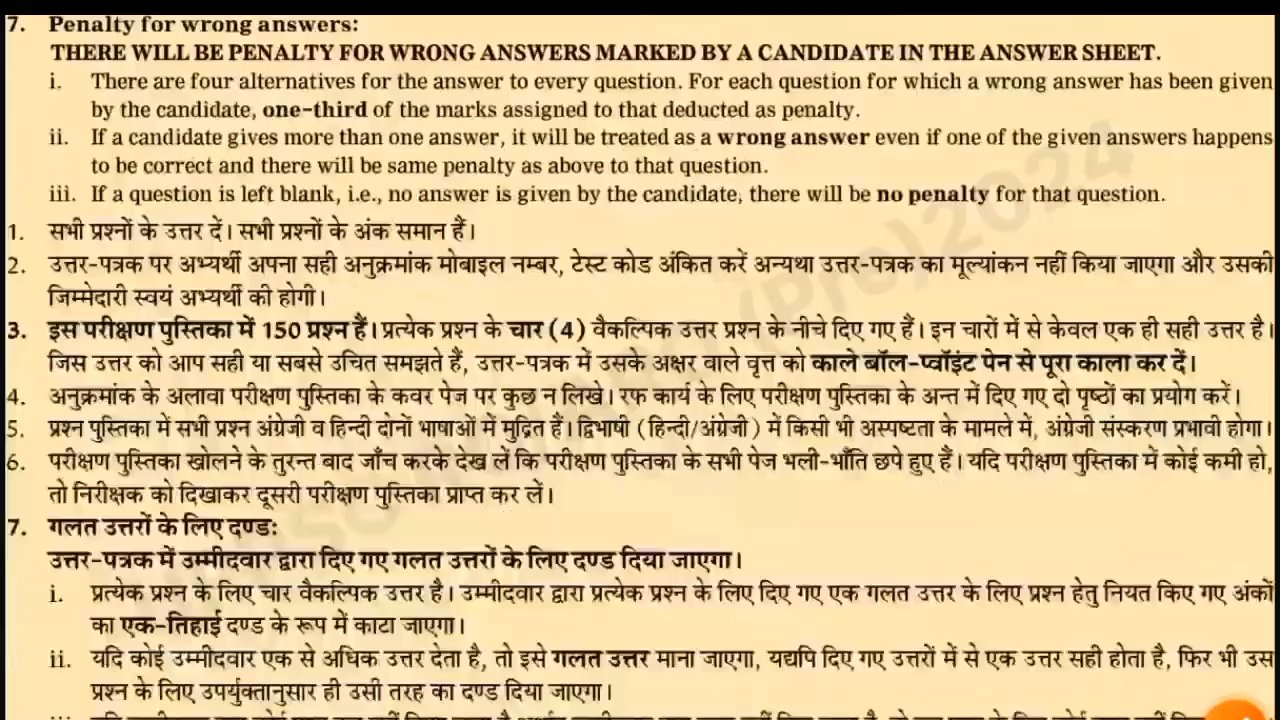 7. Penalty for wrong answers:
THERE WILL BE PENALTY FOR WRONG ANSWERS MARKED BY A CANDIDATE IN THE ANSWER SHEET.
i. There are four alternatives for the answer to every question. For each question for which a wrong answer has been given
by the candidate, one-third of the marks assigned to that deducted as penalty.
ii. If a candidate gives more than one answer, it will be treated as a wrong answer even if one of the given answers happens
to be correct and there will be same penalty as above to that question.
iii. If a question is left blank, i.e., no answer is given by the candidate, there will be no penalty for that question.
1. सभी प्रश्नों के उत्तर दें। सभी प्रश्नों के अंक समान हैं।
2. उत्तर-पत्रक पर अभ्यर्थी अपना सही अनुक्रमांक मोबाइल नम्बर, टेस्ट कोड अंकित करें अन्यथा उत्तर-पत्रक का मूल्यांकन नहीं किया जाएगा और उसकी
जिम्मेदारी स्वयं अभ्यर्थी की होगी।
3. इस परीक्षण पुस्तिका में 150 प्रश्न हैं। प्रत्येक प्रश्न के चार (4) वैकल्पिक उत्तर प्रश्न के नीचे दिए गए हैं। इन चारों में से केवल एक ही सही उत्तर है।
जिस उत्तर को आप सही या सबसे उचित समझते हैं, उत्तर-पत्रक में उसके अक्षर वाले वृत्त को काले बॉल-प्वॉइंट पेन से पूरा काला कर दें।
4. अनुक्रमांक के अलावा परीक्षण पुस्तिका के कवर पेज पर कुछ न लिखे। रफ कार्य के लिए परीक्षण पुस्तिका के अन्त में दिए गए दो पृष्ठों का प्रयोग करें।
5. प्रश्न पुस्तिका में सभी प्रश्न अंग्रेजी व हिन्दी दोनों भाषाओं में मुद्रित हैं। द्विभाषी (हिन्दी/अंग्रेजी) में किसी भी अस्पष्टता के मामले में, अंग्रेजी संस्करण प्रभावी होगा।
6. परीक्षण पुस्तिका खोलने के तुरन्त बाद जाँच करके देख लें कि परीक्षण पुस्तिका के सभी पेज भली-भाँति छपे हुए हैं। यदि परीक्षण पुस्तिका में कोई कमी हो,
तो निरीक्षक को दिखाकर दूसरी परीक्षण पुस्तिका प्राप्त कर लें।
7. गलत उत्तरों के लिए दण्डः
उत्तर-पत्रक में उम्मीदवार द्वारा दिए गए गलत उत्तरों के लिए दण्ड दिया जाएगा।
i. प्रत्येक प्रश्न के लिए चार वैकल्पिक उत्तर है। उम्मीदवार द्वारा प्रत्येक प्रश्न के लिए दिए गए एक गलत उत्तर के लिए प्रश्न हेतु नियत किए गए अंकों
का एक-तिहाई दण्ड के रूप में काटा जाएगा।
ii. यदि कोई उम्मीदवार एक से अधिक उत्तर देता है, तो इसे गलत उत्तर माना जाएगा, यद्यपि दिए गए उत्तरों में से एक उत्तर सही होता है, फिर भी उस
प्रश्न के लिए उपर्युक्तानुसार ही उसी तरह का दण्ड दिया जाएगा।
(Pre) 2024